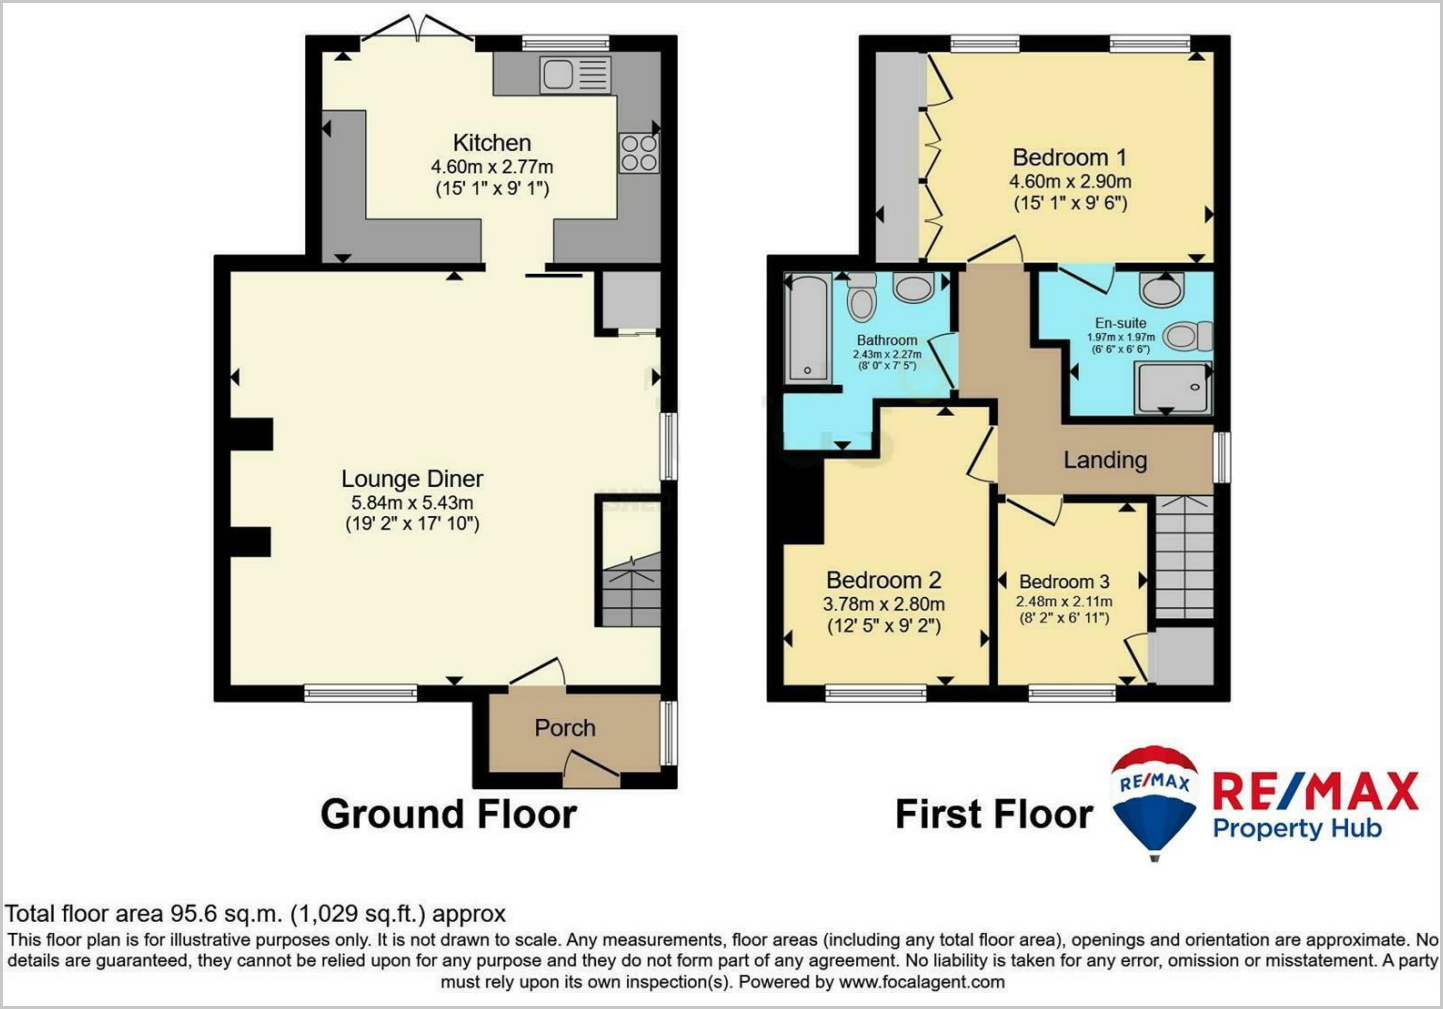 Kitchen
4.60m x 2.77m
(15' 1" x 9' 1")
Lounge Diner
5.84m x 5.43m
(19' 2" x 17' 10")
Porch
Ground Floor
Bedroom 1
4.60m x 2.90m
(15' 1" x 9' 6")
Bathroom
2.43m x 2.27m
(8' 0" x 7' 5")
En-suite
1.97m x 1.97m
(6' 6" x 6' 6")
Landing
Bedroom 2
3.78m x 2.80m
(12' 5" x 9' 2")
Bedroom 3
2.48m x 2.11m
(8' 2" x 6' 11")
First Floor
RE/MAX
RE/MAX
Property Hub
Total floor area 95.6 sq.m. (1,029 sq.ft.) approx
This floor plan is for illustrative purposes only. It is not drawn to scale. Any measurements, floor areas (including any total floor area), openings and orientation are approximate. No
details are guaranteed, they cannot be relied upon for any purpose and they do not form part of any agreement. No liability is taken for any error, omission or misstatement. A party
must rely upon its own inspection(s). Powered by www.focalagent.com